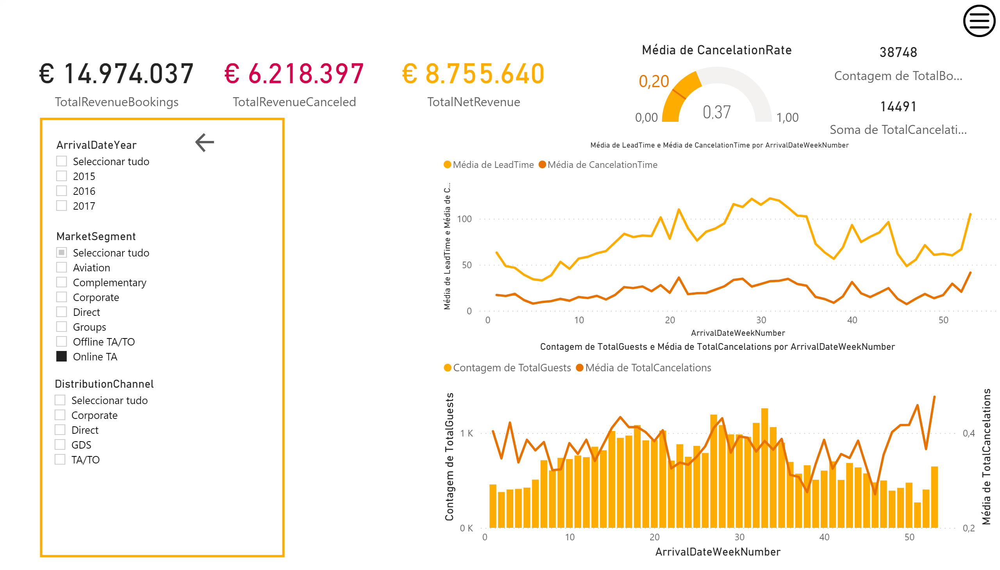 € 14.974.037
TotalRevenueBookings
€ 6.218.397
TotalRevenueCanceled
€ 8.755.640
TotalNetRevenue
Média de CancelationRate
0,20
0,00
0,37
1,00
38748
Contagem de TotalBo...
14491
Soma de TotalCancelati...
ArrivalDateYear
Seleccionar tudo
2015
2016
2017
MarketSegment
Seleccionar tudo
Aviation
Complementary
Corporate
Direct
Groups
Offline TA/TO
Online TA
DistributionChannel
Seleccionar tudo
Corporate
Direct
GDS
TA/TO
Média de LeadTime e Média de CancelationTime por ArrivalDateWeekNumber
Média de LeadTime Média de CancelationTime
Média de LeadTime e Média de C...
100
50
0
0 10 20 30 40 50
ArrivalDateWeekNumber
Contagem de TotalGuests e Média de TotalCancelations por ArrivalDateWeekNumber
Contagem de TotalGuests Média de TotalCancelations
Contagem de TotalGuests
1 K
0 K
0,4
0,2
Média de TotalCancelations
0 10 20 30 40 50
ArrivalDateWeekNumber